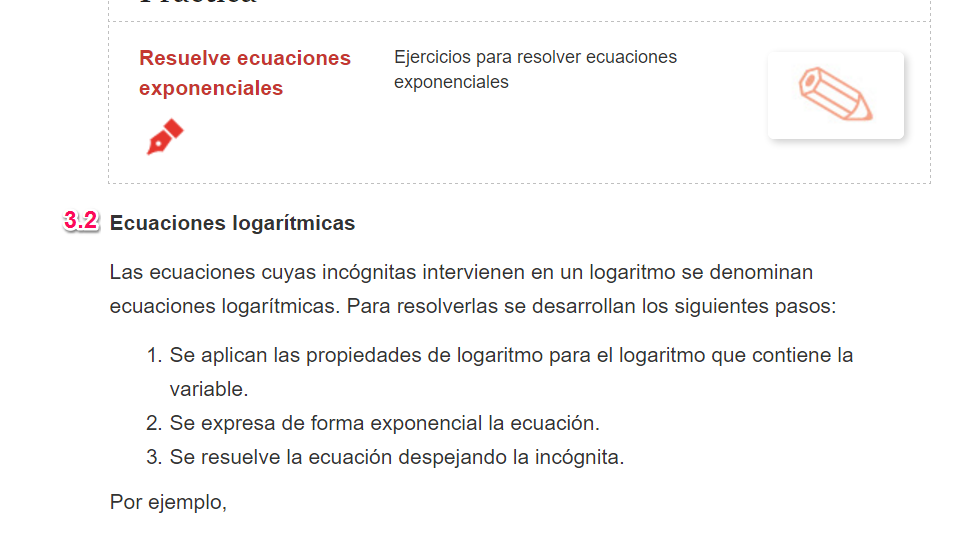 Práctica
Resuelve ecuaciones
exponenciales
Ejercicios para resolver ecuaciones
exponenciales
3.2 Ecuaciones logarítmicas
Las ecuaciones cuyas incógnitas intervienen en un logaritmo se denominan
ecuaciones logarítmicas. Para resolverlas se desarrollan los siguientes pasos:
1. Se aplican las propiedades de logaritmo para el logaritmo que contiene la
variable.
2. Se expresa de forma exponencial la ecuación.
3. Se resuelve la ecuación despejando la incógnita.
Por ejemplo,